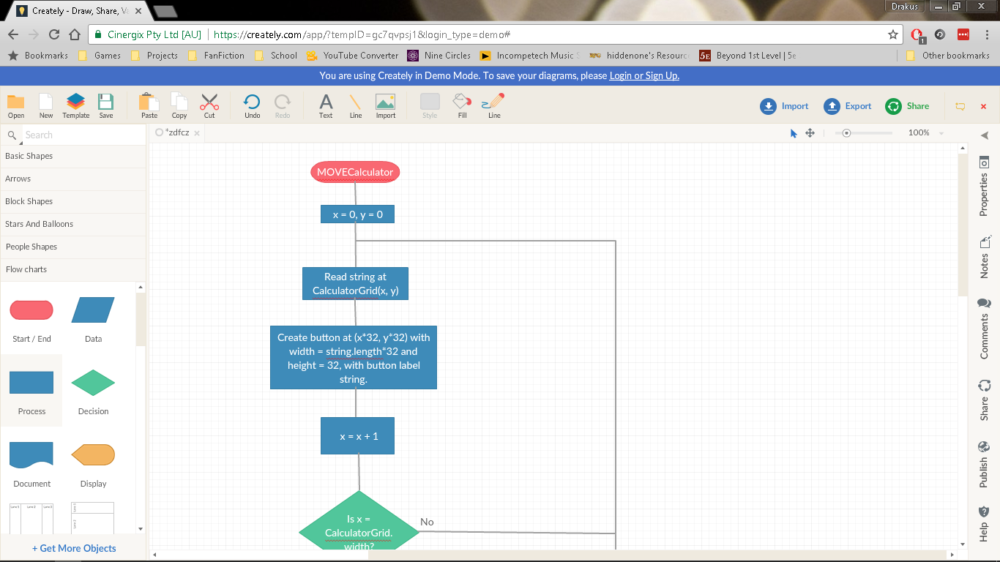 Creately - Draw, Share, Va
Drakus
Cinergix Pty Ltd [AU]
https://creately.com/app/?tempID=gc7qvpsj1&login_type=demo#
1
Bookmarks
Games
Projects
FanFiction
School
YouTube Converter
Nine Circles
Incompetech Music S
hiddenone's Resourc
5E
Beyond 1st Level | 5e
Other bookmarks
You are using Creately in Demo Mode. To save your diagrams, please Login or Sign Up.
Open
New
Template
Save
Paste
Copy
Cut
Undo
Redo
Text
Line
Import
Style
Fill
Line
Import
Export
Share
Search
*zdfcz
100%
Basic Shapes
Arrows
Block Shapes
Stars And Balloons
People Shapes
Flow charts
Start / End
Data
Process
Decision
Document
Display
+ Get More Objects
MOVECalculator
x = 0, y = 0
Read string at
CalculatorGrid(x, y)
Create button at (x*32, y*32) with
width = string.length*32 and
height = 32, with button label
string.
x = x + 1
Is x =
CalculatorGrid.
width?
No
Properties
Notes
Comments
Share
Publish
Help